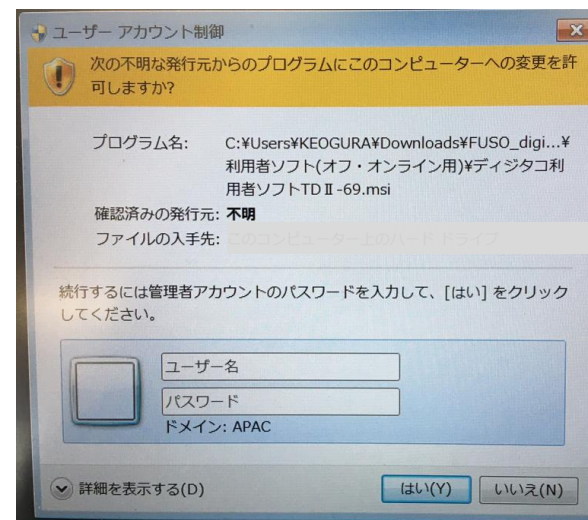 ユーザー アカウント制御
次の不明な発行元からのプログラムにこのコンピューターへの変更を許
可しますか?
プログラム名: C:¥Users¥KEOGURA¥Downloads¥FUSO_digi...¥
利用者ソフト(オフ・オンライン用)¥ディジタコ利
用者ソフトTDⅡ-69.msi
確認済みの発行元: 不明
ファイルの入手先: このコンピューター上のハード ドライブ
続行するには管理者アカウントのパスワードを入力して、[はい] をクリック
してください。
ユーザー名
パスワード
ドメイン: APAC
詳細を表示する(D)
はい(Y)
いいえ(N)